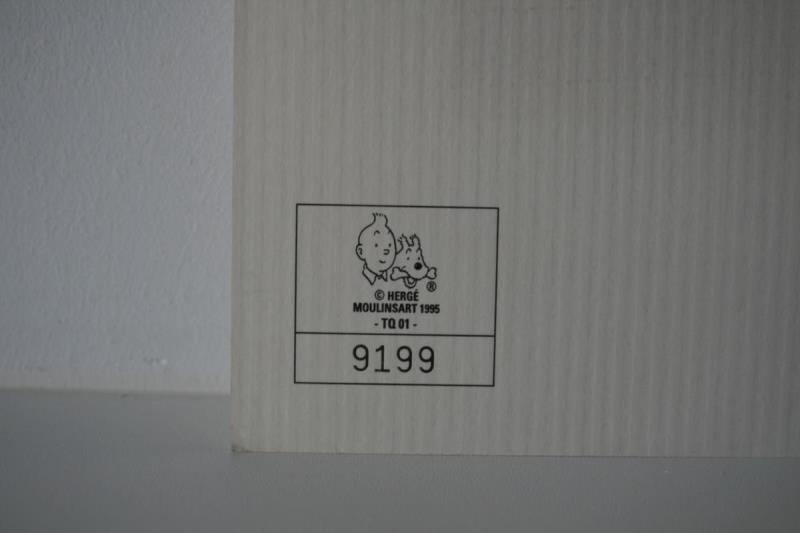 ®
© HERGÉ
MOULINSART 1995
- TQ 01 -
9199